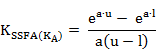 K_SSFA(K_A) = (e^(a·u) − e^(a·l)) / (a(u − l))